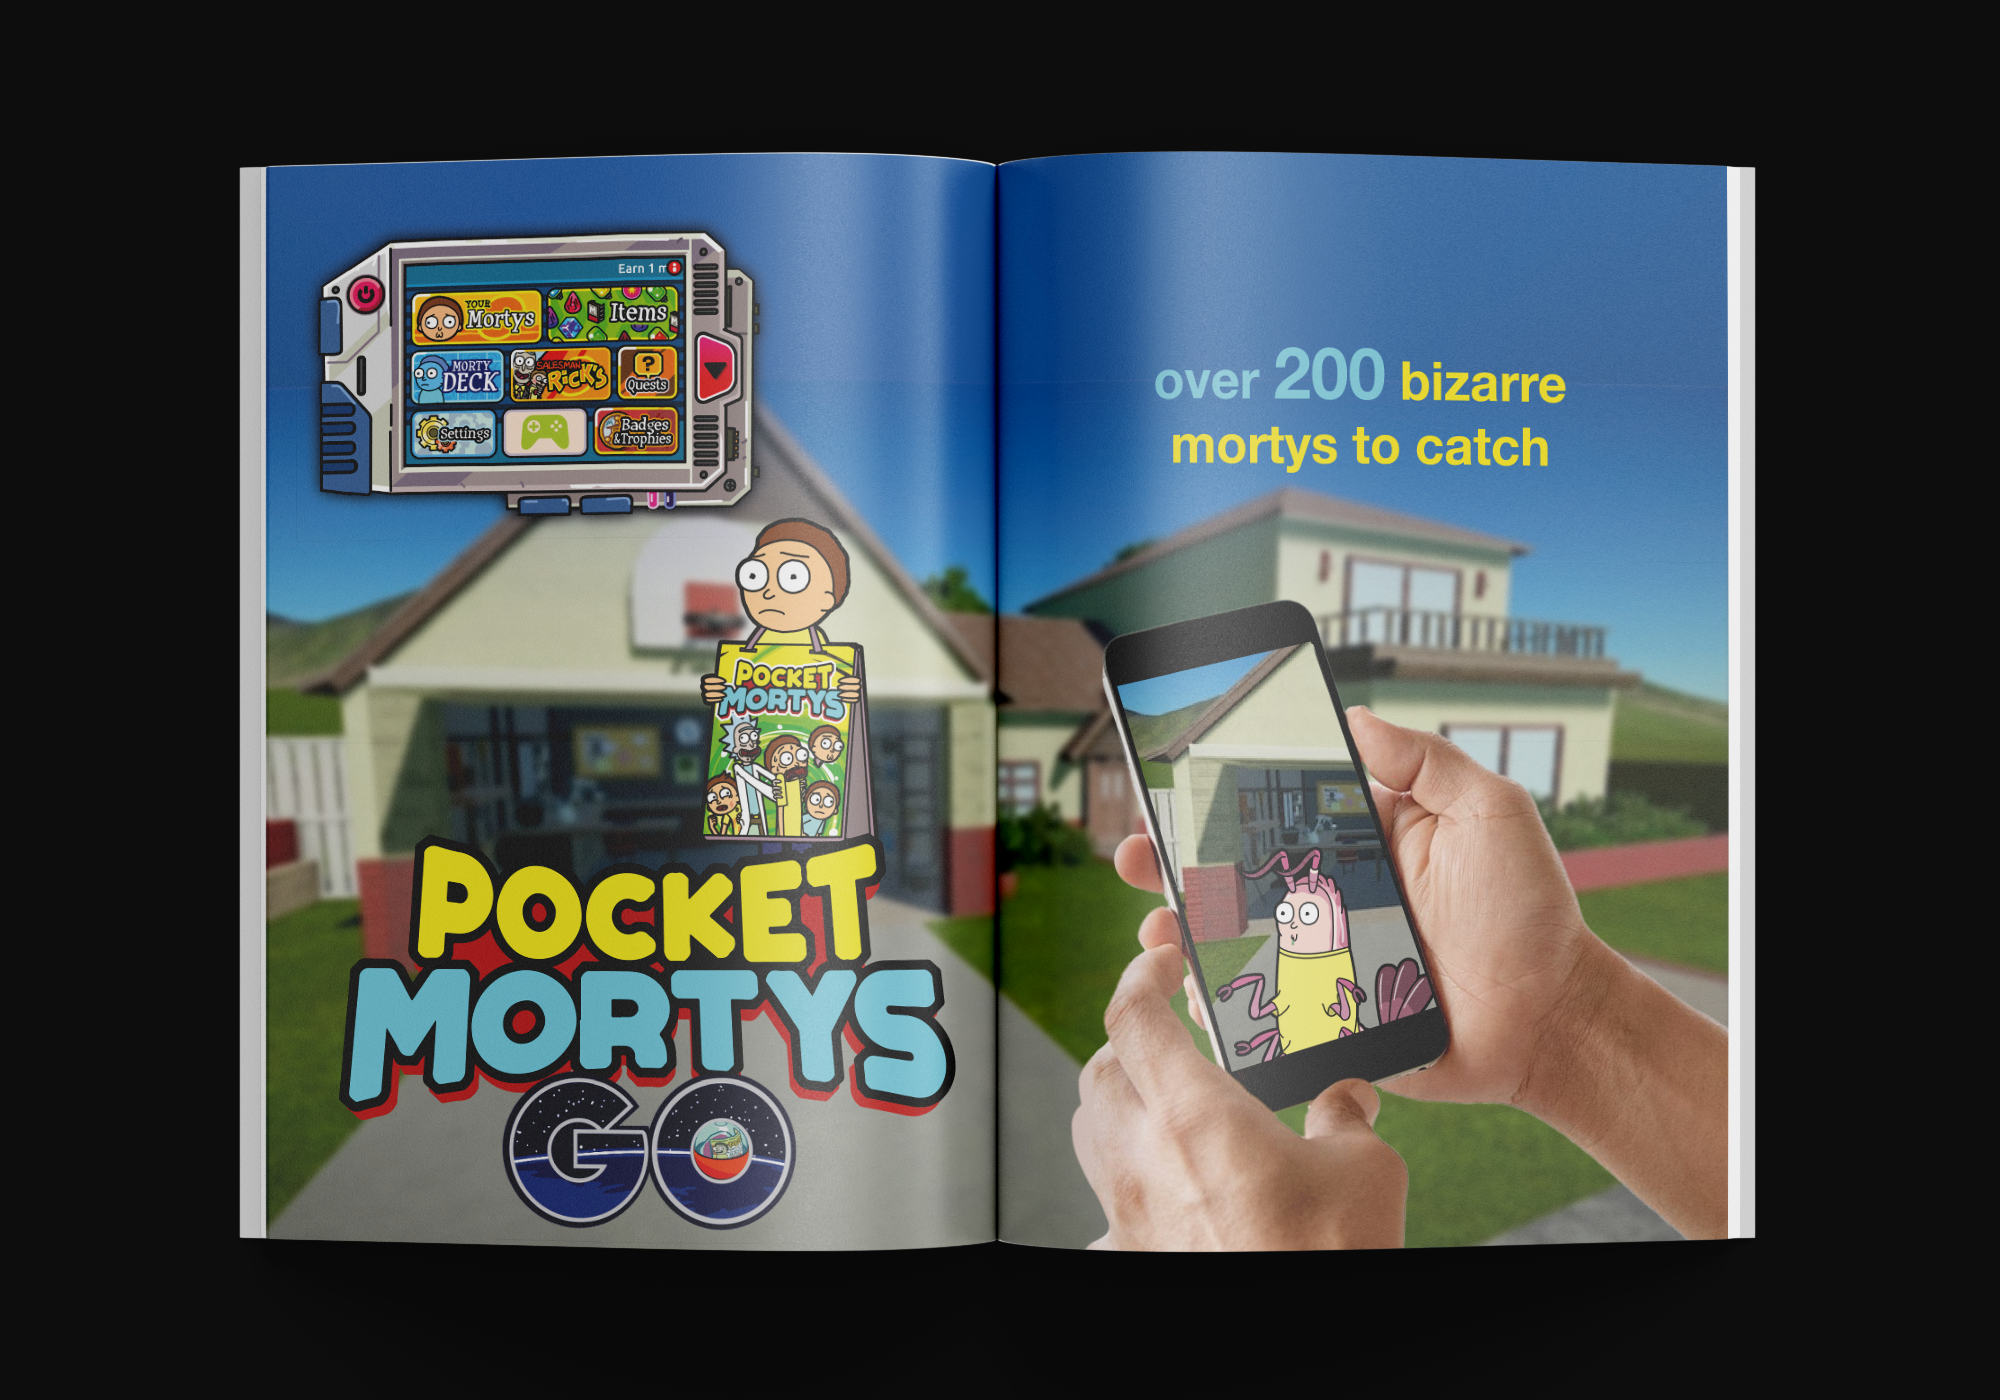 Earn 1 m
YOUR
Mortys
Items
MORTY
DECK
SALESMAN
RICK'S
?
Quests
Settings
Badges
&Trophies
POCKET
MORTYS
POCKET
MORTYS
GO
over 200 bizarre
mortys to catch